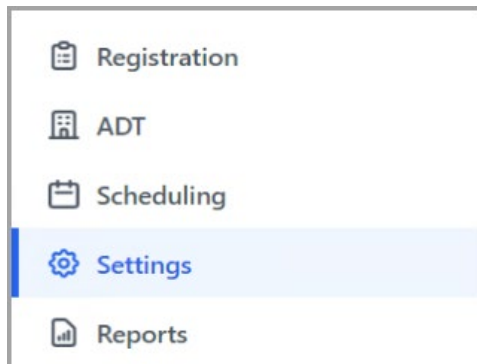 Registration
ADT
Scheduling
Settings
Reports